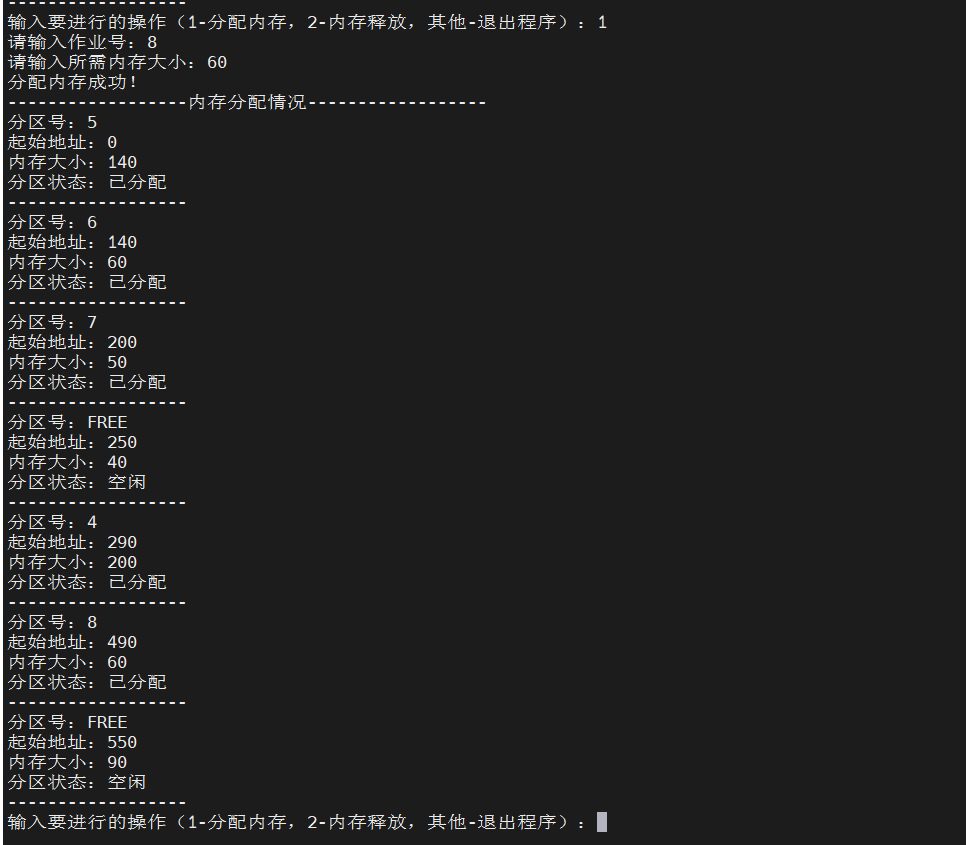 ------------------
输入要进行的操作（1-分配内存，2-内存释放，其他-退出程序）：1
请输入作业号：8
请输入所需内存大小：60
分配内存成功！
------------------内存分配情况------------------
分区号：5
起始地址：0
内存大小：140
分区状态：已分配
------------------
分区号：6
起始地址：140
内存大小：60
分区状态：已分配
------------------
分区号：7
起始地址：200
内存大小：50
分区状态：已分配
------------------
分区号：FREE
起始地址：250
内存大小：40
分区状态：空闲
------------------
分区号：4
起始地址：290
内存大小：200
分区状态：已分配
------------------
分区号：8
起始地址：490
内存大小：60
分区状态：已分配
------------------
分区号：FREE
起始地址：550
内存大小：90
分区状态：空闲
------------------
输入要进行的操作（1-分配内存，2-内存释放，其他-退出程序）：